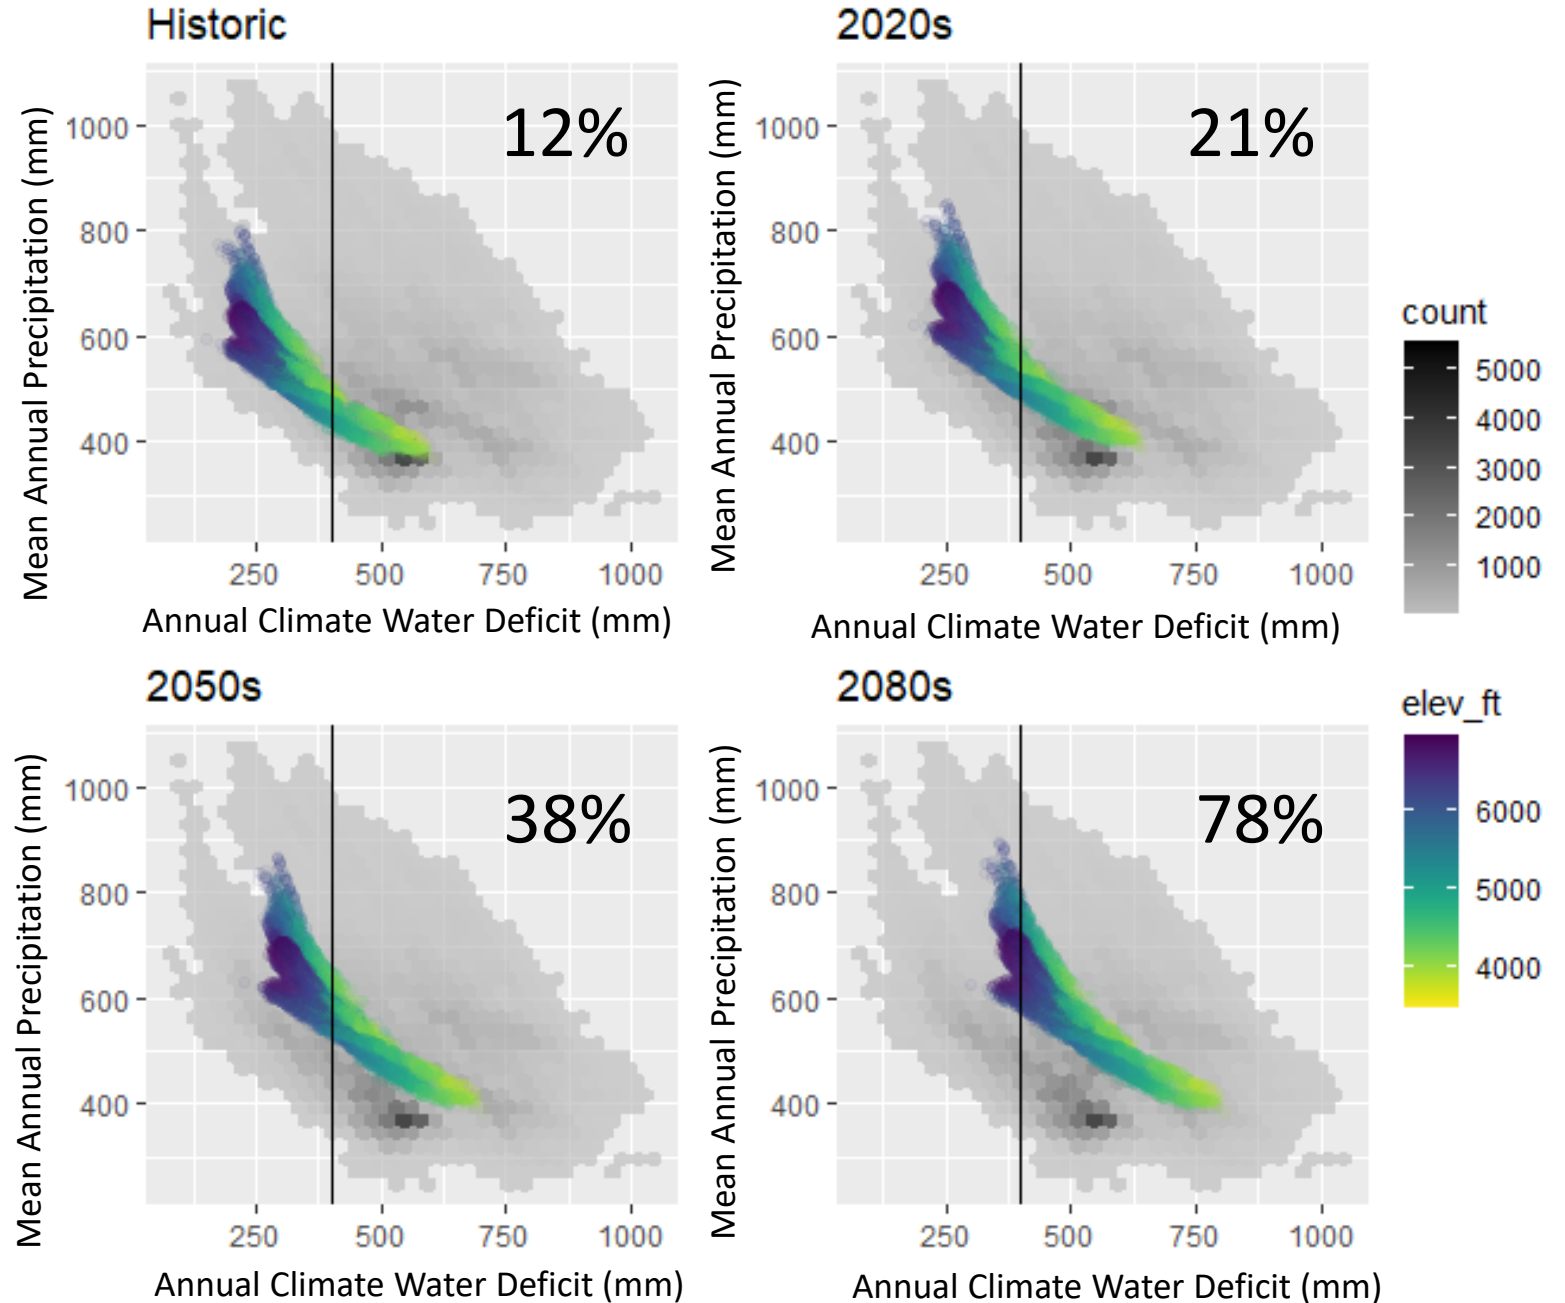 Historic
Mean Annual Precipitation (mm)
1000
800
600
400
12%
250 500 750 1000
Annual Climate Water Deficit (mm)
2020s
Mean Annual Precipitation (mm)
1000
800
600
400
21%
250 500 750 1000
Annual Climate Water Deficit (mm)
count
5000
4000
3000
2000
1000
2050s
Mean Annual Precipitation (mm)
1000
800
600
400
38%
250 500 750 1000
Annual Climate Water Deficit (mm)
2080s
Mean Annual Precipitation (mm)
1000
800
600
400
78%
250 500 750 1000
Annual Climate Water Deficit (mm)
elev_ft
6000
5000
4000